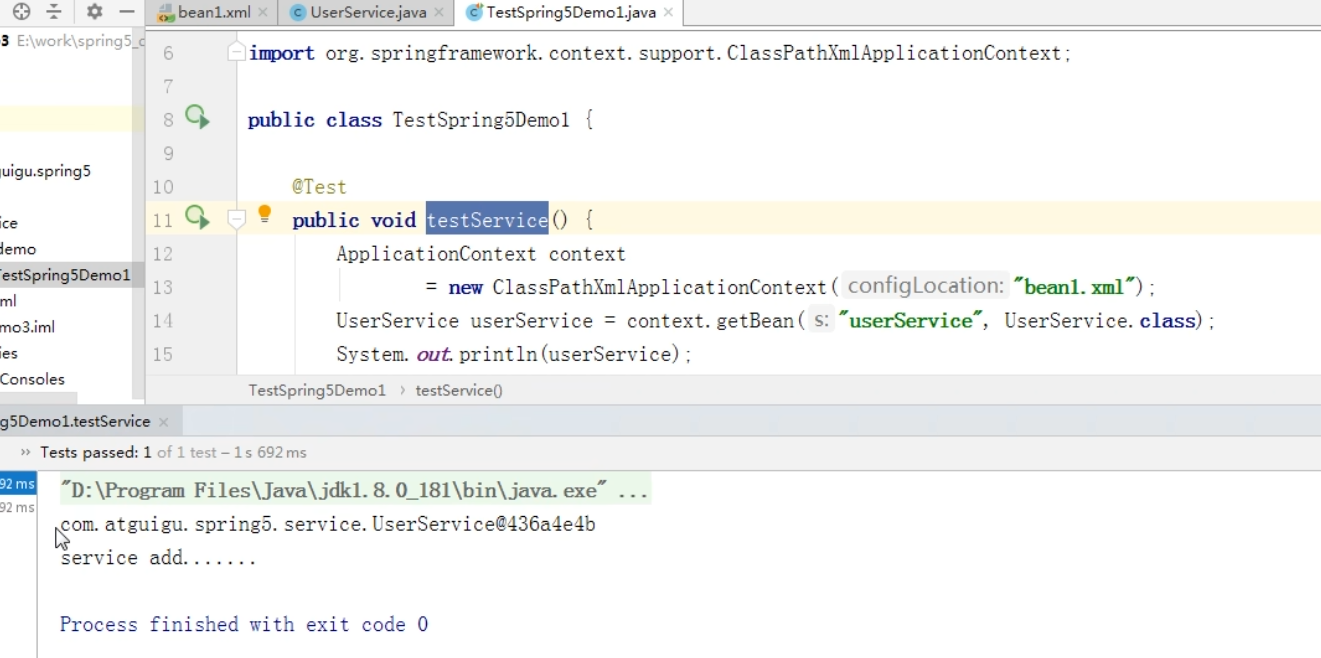 bean1.xml × UserService.java × TestSpring5Demo1.java ×
3 E:\work\spring5_d
uigu.spring5
ice
demo
TestSpring5Demo1
ml
mo3.iml
ies
Consoles
6 import org.springframework.context.support.ClassPathXmlApplicationContext;
7
8 public class TestSpring5Demo1 {
9
10 @Test
11 public void testService() {
12 ApplicationContext context
13 = new ClassPathXmlApplicationContext( configLocation: "bean1.xml");
14 UserService userService = context.getBean( s: "userService", UserService.class);
15 System.out.println(userService);
TestSpring5Demo1 › testService()
g5Demo1.testService ×
» Tests passed: 1 of 1 test – 1 s 692 ms
92 ms
92 ms
"D:\Program Files\Java\jdk1.8.0_181\bin\java.exe" ...
com.atguigu.spring5.service.UserService@436a4e4b
service add.......
Process finished with exit code 0